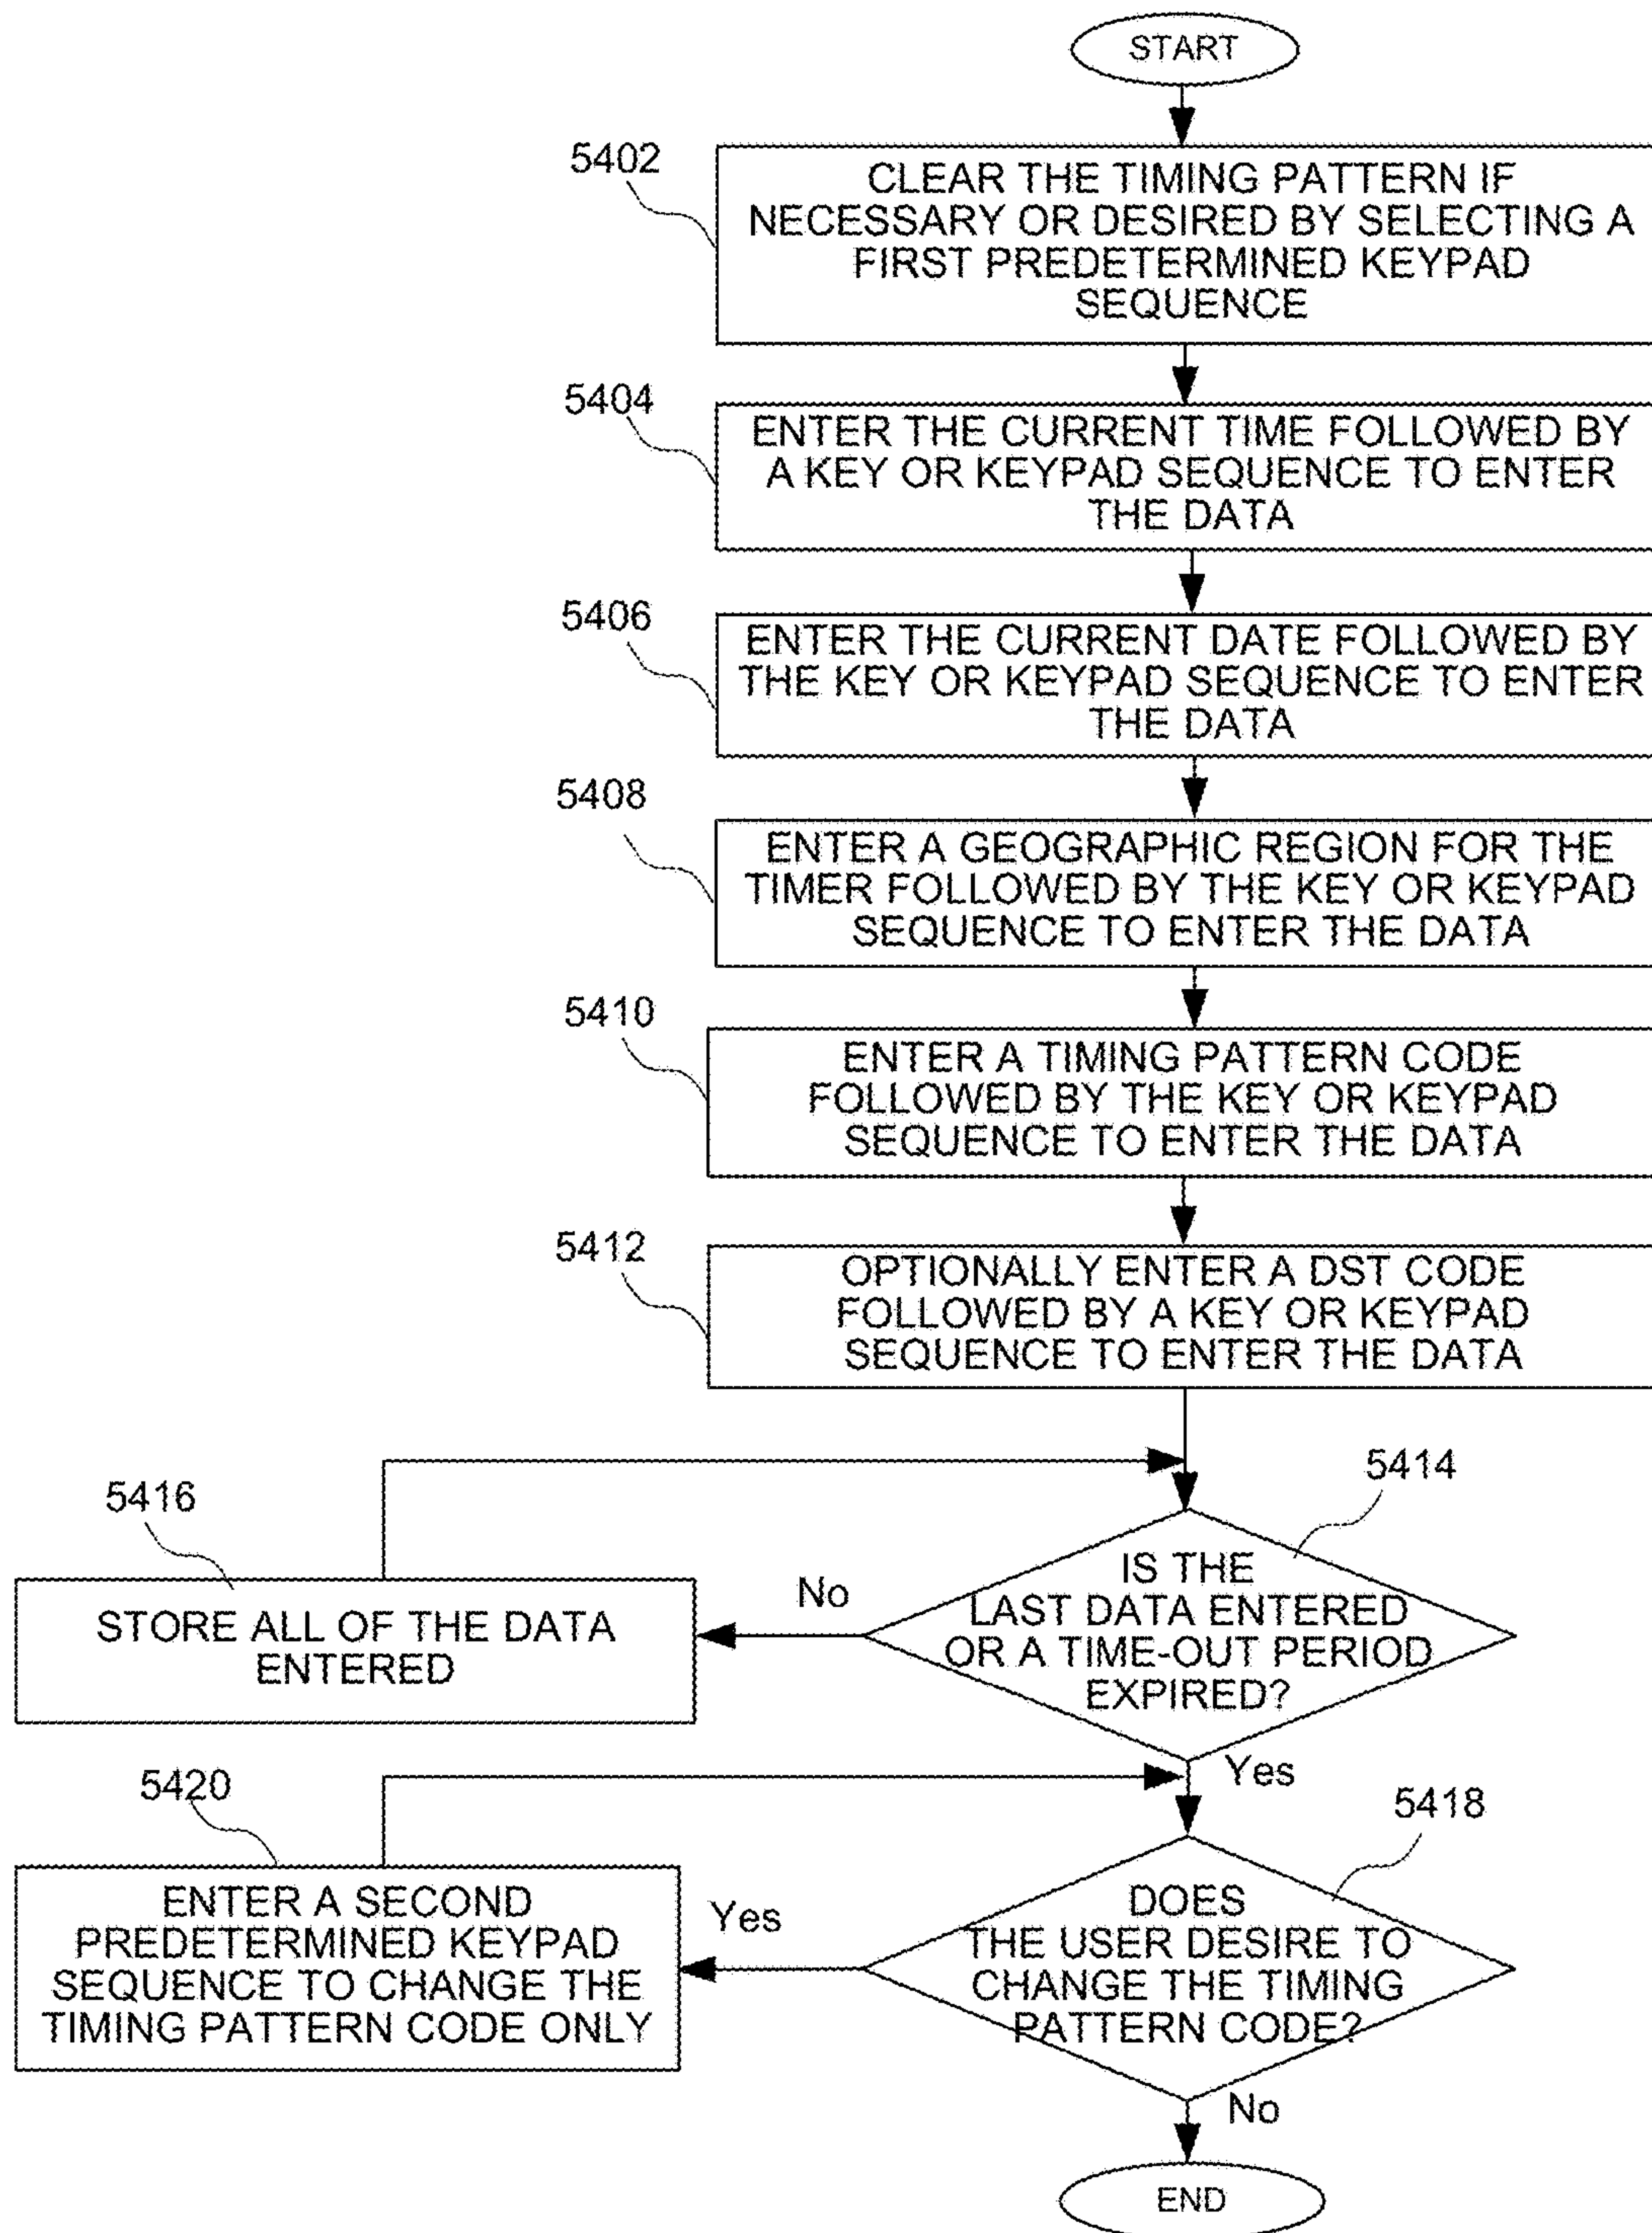 START
5402
CLEAR THE TIMING PATTERN IF
NECESSARY OR DESIRED BY SELECTING A
FIRST PREDETERMINED KEYPAD
SEQUENCE
5404
ENTER THE CURRENT TIME FOLLOWED BY
A KEY OR KEYPAD SEQUENCE TO ENTER
THE DATA
5406
ENTER THE CURRENT DATE FOLLOWED BY
THE KEY OR KEYPAD SEQUENCE TO ENTER
THE DATA
5408
ENTER A GEOGRAPHIC REGION FOR THE
TIMER FOLLOWED BY THE KEY OR KEYPAD
SEQUENCE TO ENTER THE DATA
5410
ENTER A TIMING PATTERN CODE
FOLLOWED BY THE KEY OR KEYPAD
SEQUENCE TO ENTER THE DATA
5412
OPTIONALLY ENTER A DST CODE
FOLLOWED BY A KEY OR KEYPAD
SEQUENCE TO ENTER THE DATA
5414
IS THE
LAST DATA ENTERED
OR A TIME-OUT PERIOD
EXPIRED?
No
5416
STORE ALL OF THE DATA
ENTERED
Yes
5418
DOES
THE USER DESIRE TO
CHANGE THE TIMING
PATTERN CODE?
Yes
5420
ENTER A SECOND
PREDETERMINED KEYPAD
SEQUENCE TO CHANGE THE
TIMING PATTERN CODE ONLY
No
END